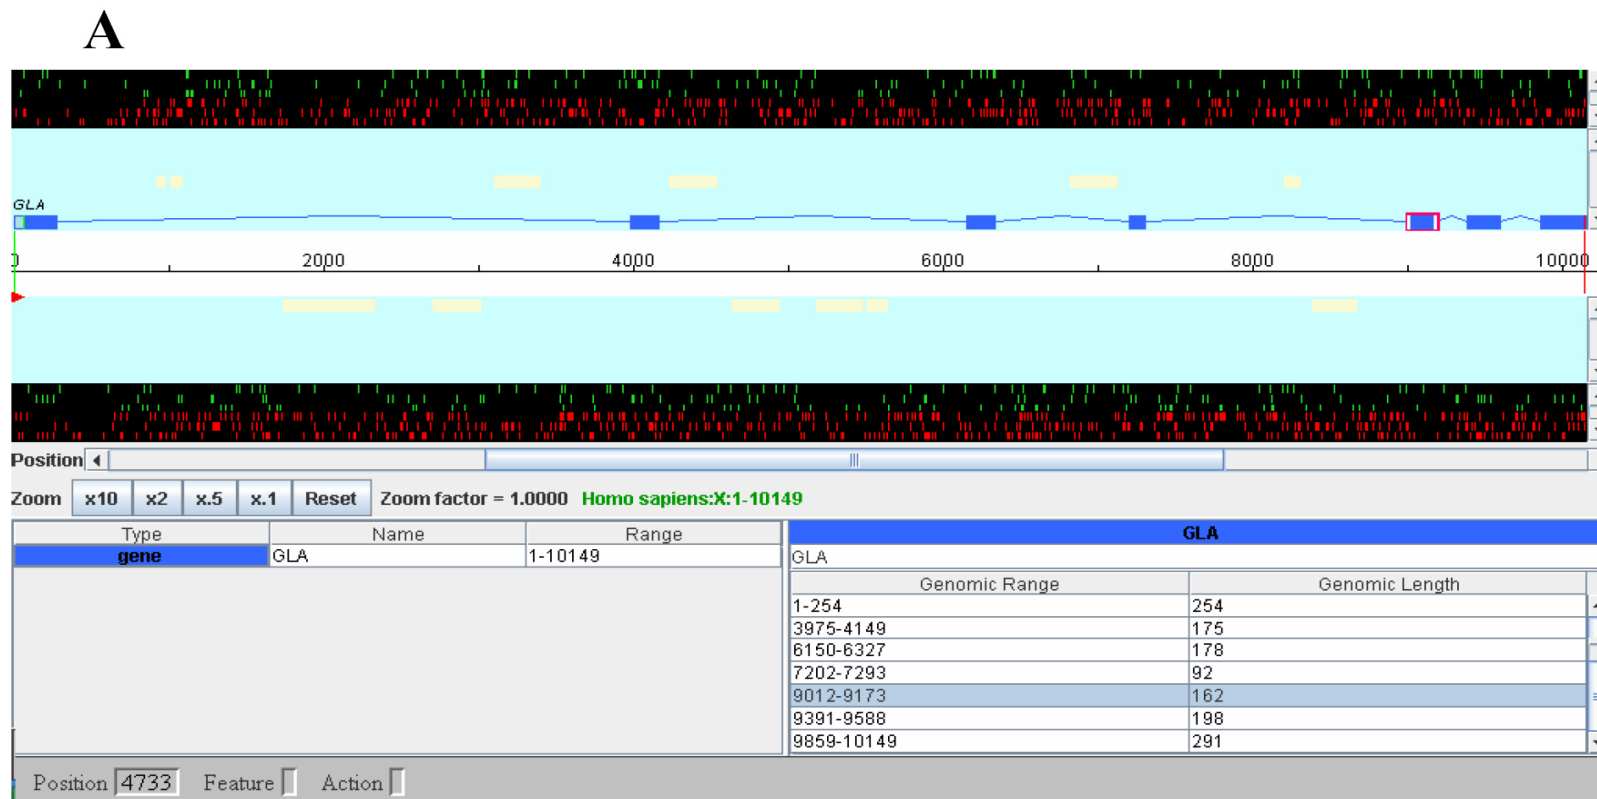 A
GLA
0 2000 4000 6000 8000 10000
Position
Zoom x10 x2 x.5 x.1 Reset Zoom factor = 1.0000 Homo sapiens:X:1-10149
Type Name Range
gene GLA 1-10149
GLA
GLA
Genomic Range Genomic Length
1-254 254
3975-4149 175
6150-6327 178
7202-7293 92
9012-9173 162
9391-9588 198
9859-10149 291
Position 4733 Feature Action